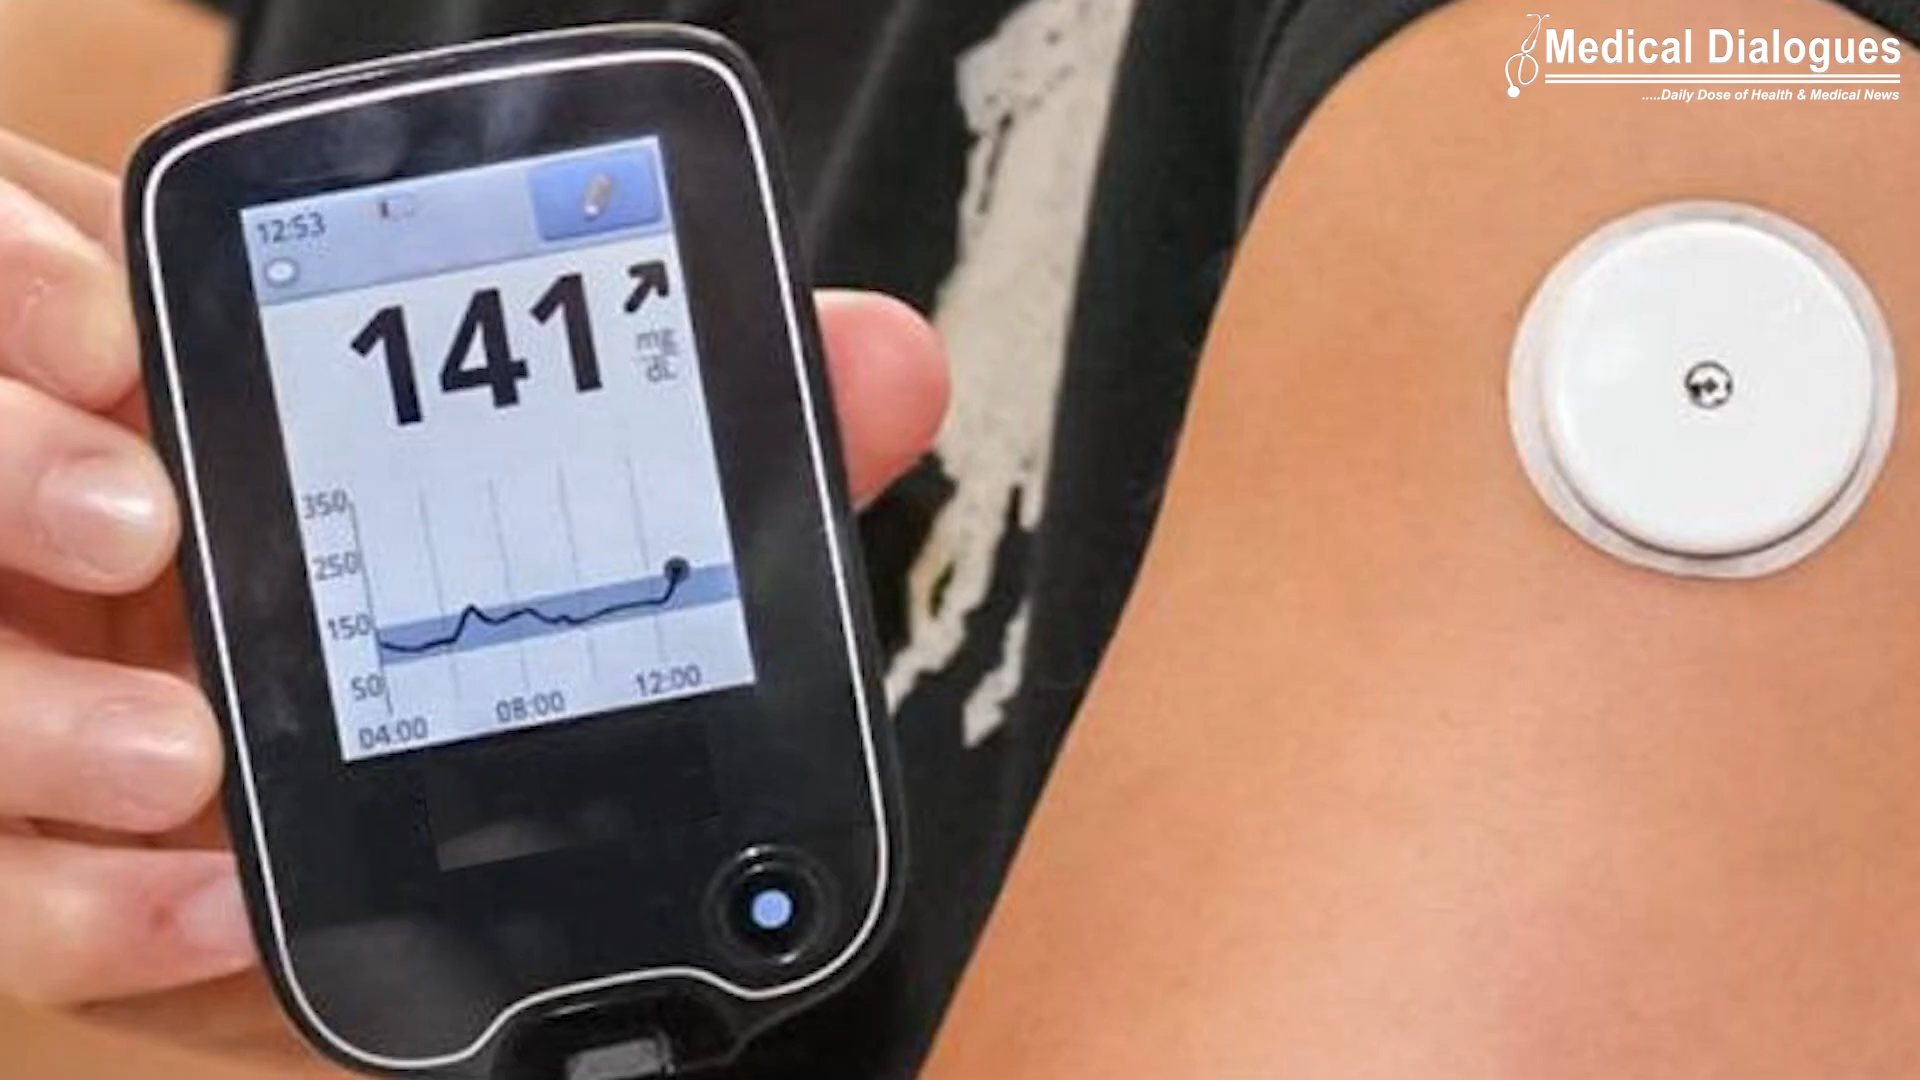 Medical Dialogues
.....Daily Dose of Health & Medical News
12:53
141
mg
dL
350
250
150
50
04:00
08:00
12:00